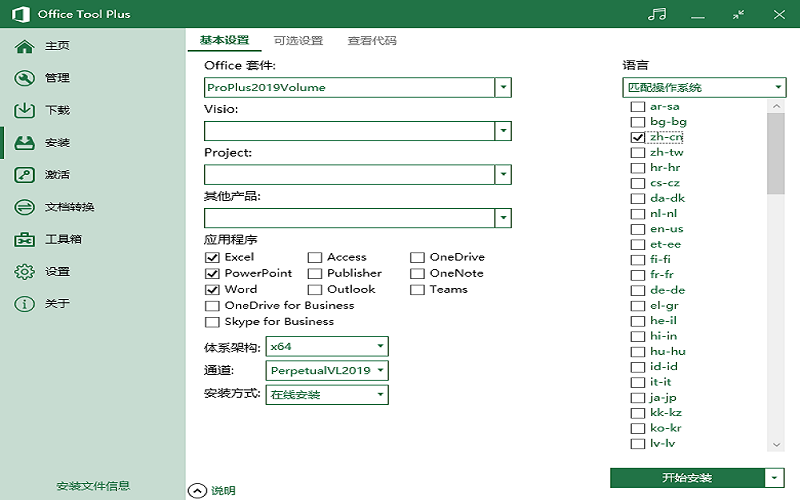 Office Tool Plus
主页
管理
下载
安装
激活
文档转换
工具箱
设置
关于
安装文件信息
基本设置 可选设置 查看代码
Office 套件:
ProPlus2019Volume
Visio:
Project:
其他产品:
应用程序
Excel Access OneDrive
PowerPoint Publisher OneNote
Word Outlook Teams
OneDrive for Business
Skype for Business
体系架构: x64
通道: PerpetualVL2019
安装方式: 在线安装
说明
语言
匹配操作系统
ar-sa
bg-bg
zh-cn
zh-tw
hr-hr
cs-cz
da-dk
nl-nl
en-us
et-ee
fi-fi
fr-fr
de-de
el-gr
he-il
hi-in
hu-hu
id-id
it-it
ja-jp
kk-kz
ko-kr
lv-lv
开始安装